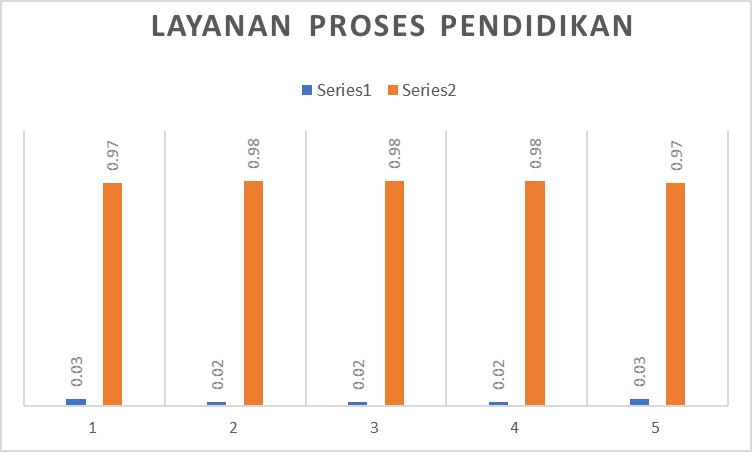 LAYANAN PROSES PENDIDIKAN
Series1 Series2
0.97 0.98 0.98 0.98 0.97
0.03 0.02 0.02 0.02 0.03
1 2 3 4 5